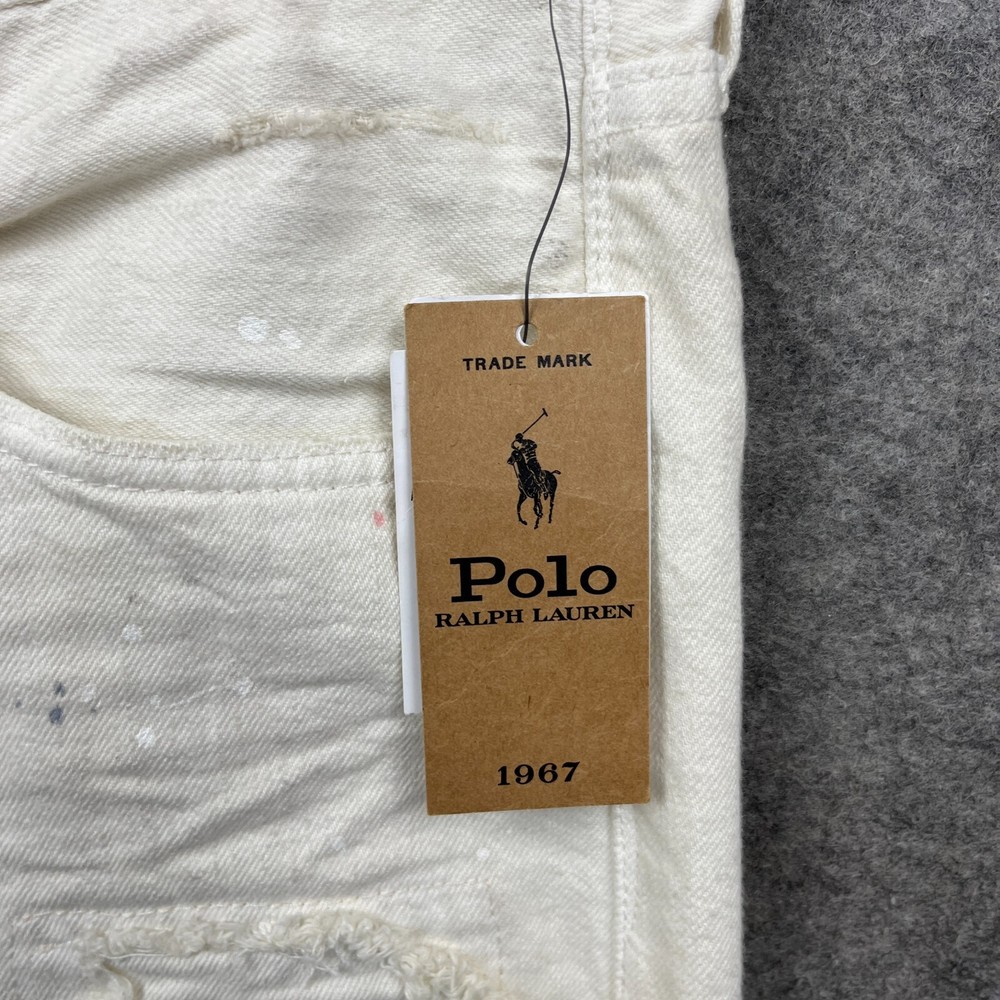 TRADE MARK
Polo
RALPH LAUREN
1967